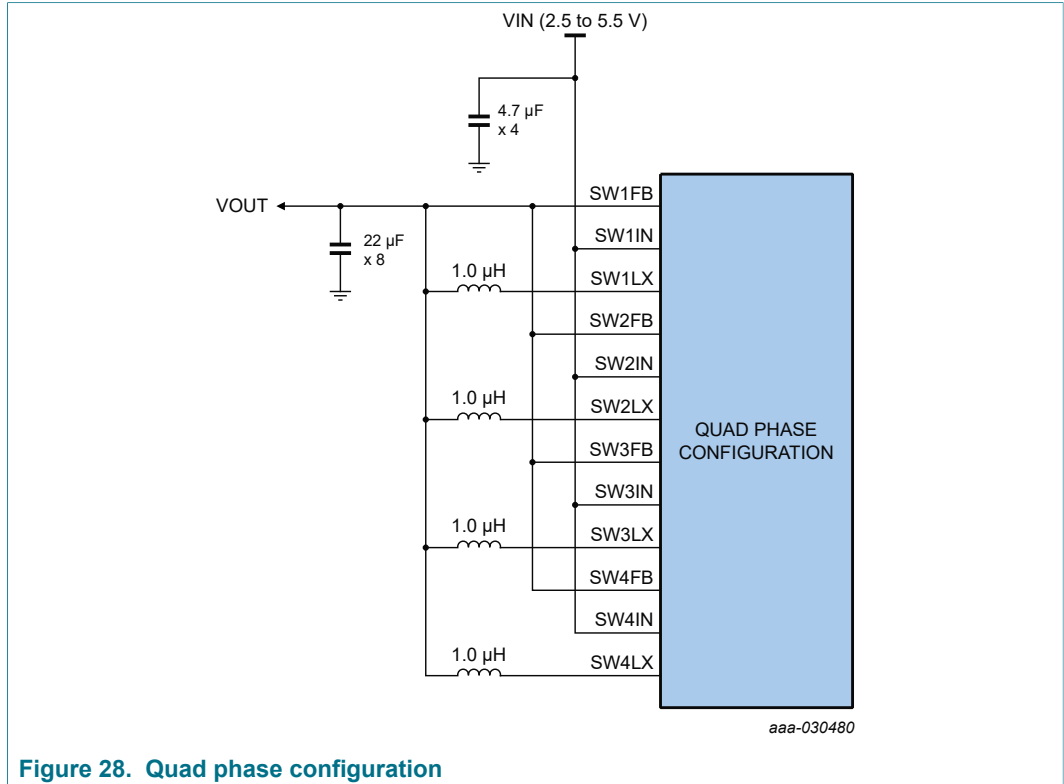 VIN (2.5 to 5.5 V)
4.7 µF
x 4
SW1FB
VOUT
SW1IN
22 µF
x 8
1.0 µH
SW1LX
SW2FB
SW2IN
1.0 µH
SW2LX
QUAD PHASE
CONFIGURATION
SW3FB
SW3IN
1.0 µH
SW3LX
SW4FB
SW4IN
1.0 µH
SW4LX
aaa-030480
Figure 28. Quad phase configuration